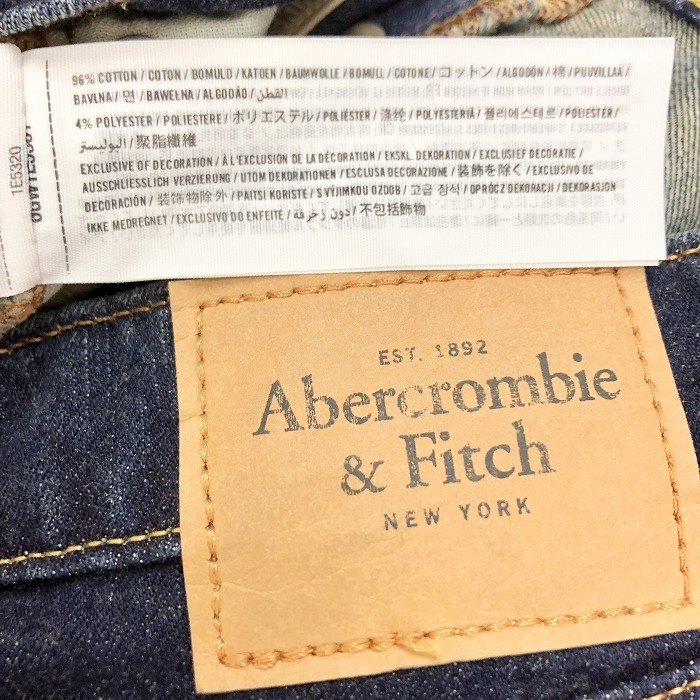 96% COTTON / COTON / BOMULD / KATOEN / BAUMWOLLE / BOMULL / COTONE / コットン / ALGODÓN / 棉 / PUUVILLAA /
BAVLNA / 면 / BAWEŁNA / ALGODÃO / القطن
4% POLYESTER / POLIESTERE / ポリエステル / POLIÉSTER / 涤纶 / POLYESTERIÄ / 폴리에스테르 / POLIESTER /
البوليستر / 聚脂纖維
EXCLUSIVE OF DECORATION / À L'EXCLUSION DE LA DÉCORATION / EKSKL. DEKORATION / EXCLUSIEF DECORATIE /
AUSSCHLIESSLICH VERZIERUNG / UTOM DEKORATIONEN / ESCLUSA DECORAZIONE / 装飾を除く / EXCLUSIVO DE
DECORACIÓN / 装饰物除外 / PAITSI KORISTE / S VÝJIMKOU OZDOB / 고급 장식 / OPRÓCZ DEKORACJI / DEKORASJON
IKKE MEDREGNET / EXCLUSIVO DO ENFEITE / دون زخرفة / 不包括飾物
1E5320
EST. 1892
Abercrombie
& Fitch
NEW YORK